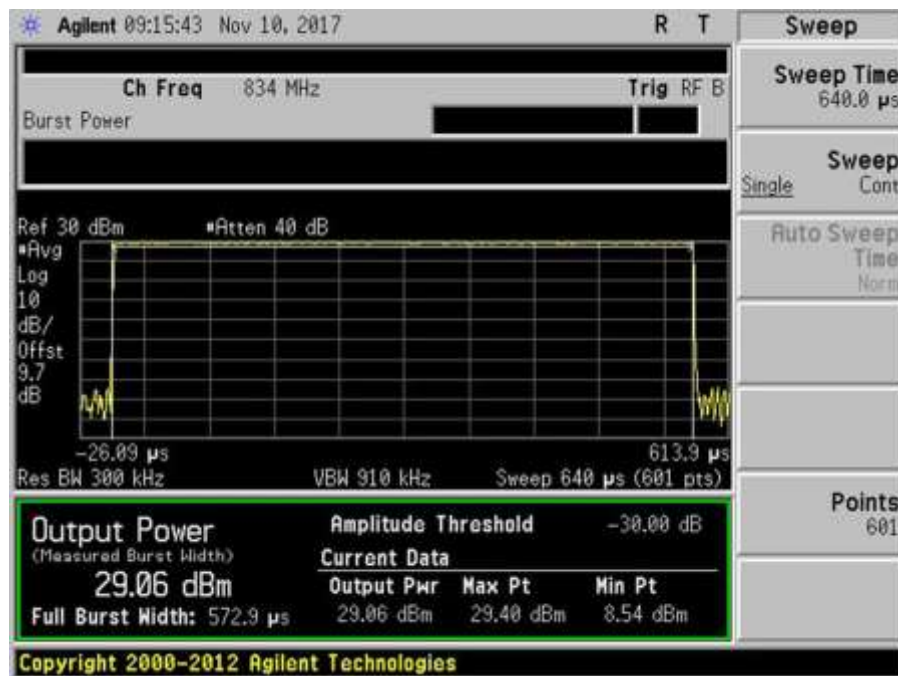 Agilent 09:15:43 Nov 10, 2017 R T
Sweep
Ch Freq 834 MHz Trig RF B
Burst Power
Sweep Time
640.0 µs
Sweep
Single Cont
Auto Sweep
Time
Norm
Ref 30 dBm #Atten 40 dB
#Avg
Log
10
dB/
Offst
9.7
dB
-26.09 µs 613.9 µs
Res BW 300 kHz VBW 910 kHz Sweep 640 µs (601 pts)
Points
601
Output Power
(Measured Burst Width)
29.06 dBm
Full Burst Width: 572.9 µs
Amplitude Threshold -30.00 dB
Current Data
Output Pwr Max Pt Min Pt
29.06 dBm 29.40 dBm 8.54 dBm
Copyright 2000-2012 Agilent Technologies